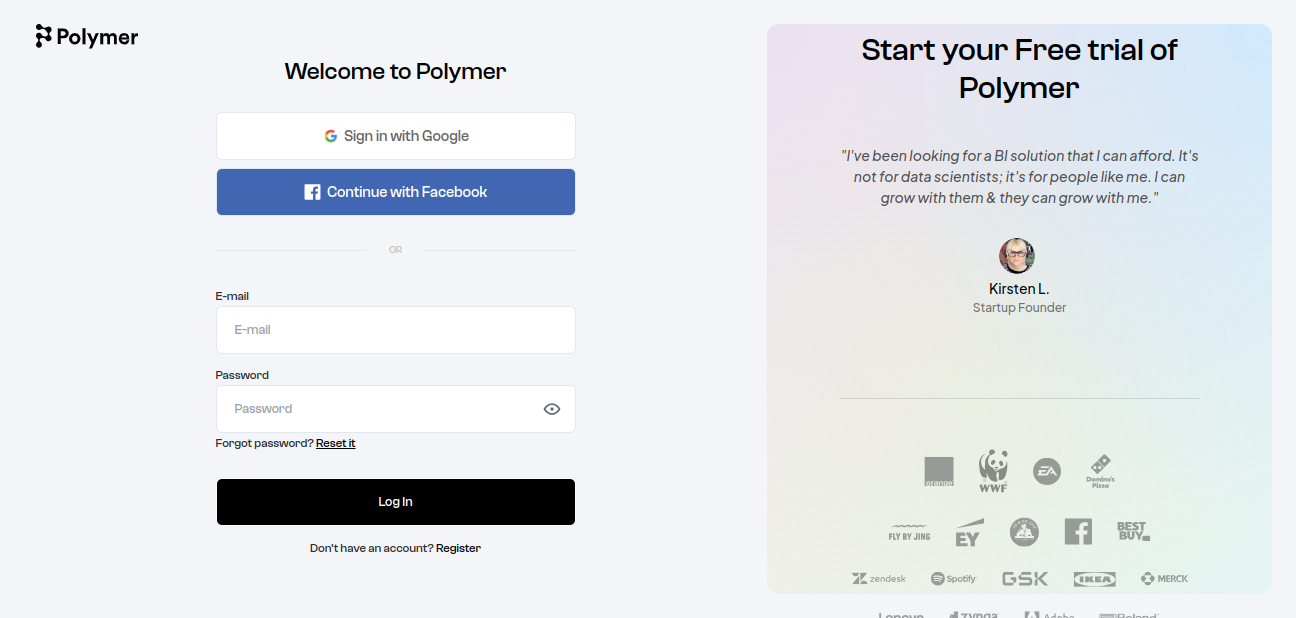 Polymer
Welcome to Polymer
Sign in with Google
Continue with Facebook
OR
E-mail
E-mail
Password
Password
Forgot password? Reset it
Log In
Don't have an account? Register
Start your Free trial of
Polymer
"I've been looking for a BI solution that I can afford. It's
not for data scientists; it's for people like me. I can
grow with them & they can grow with me."
Kirsten L.
Startup Founder
orange WWF EA Domino's Pizza
FLY BY JING EY BEST BUY
zendesk Spotify GSK IKEA MERCK
Lenovo zynga Adobe Roland